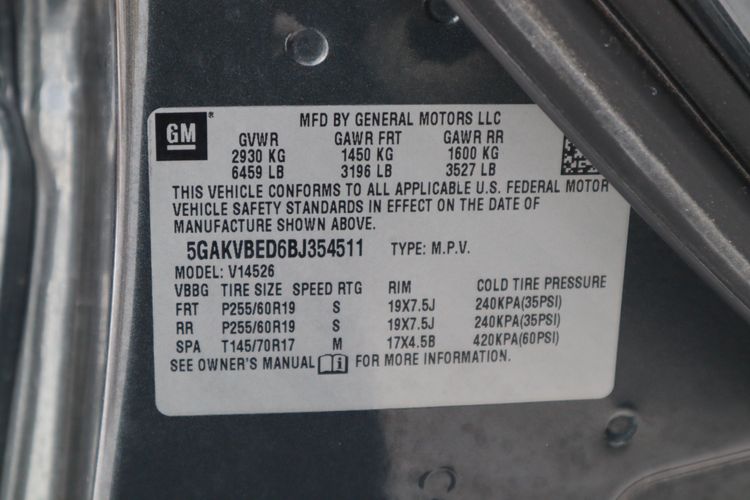 GM
MFD BY GENERAL MOTORS LLC
GVWR GAWR FRT GAWR RR
2930 KG 1450 KG 1600 KG
6459 LB 3196 LB 3527 LB
THIS VEHICLE CONFORMS TO ALL APPLICABLE U.S. FEDERAL MOTOR
VEHICLE SAFETY STANDARDS IN EFFECT ON THE DATE OF
MANUFACTURE SHOWN ABOVE.
5GAKVBED6BJ354511 TYPE: M.P.V.
MODEL: V14526
VBBG TIRE SIZE SPEED RTG RIM COLD TIRE PRESSURE
FRT P255/60R19 S 19X7.5J 240KPA(35PSI)
RR P255/60R19 S 19X7.5J 240KPA(35PSI)
SPA T145/70R17 M 17X4.5B 420KPA(60PSI)
SEE OWNER'S MANUAL i FOR MORE INFORMATION.